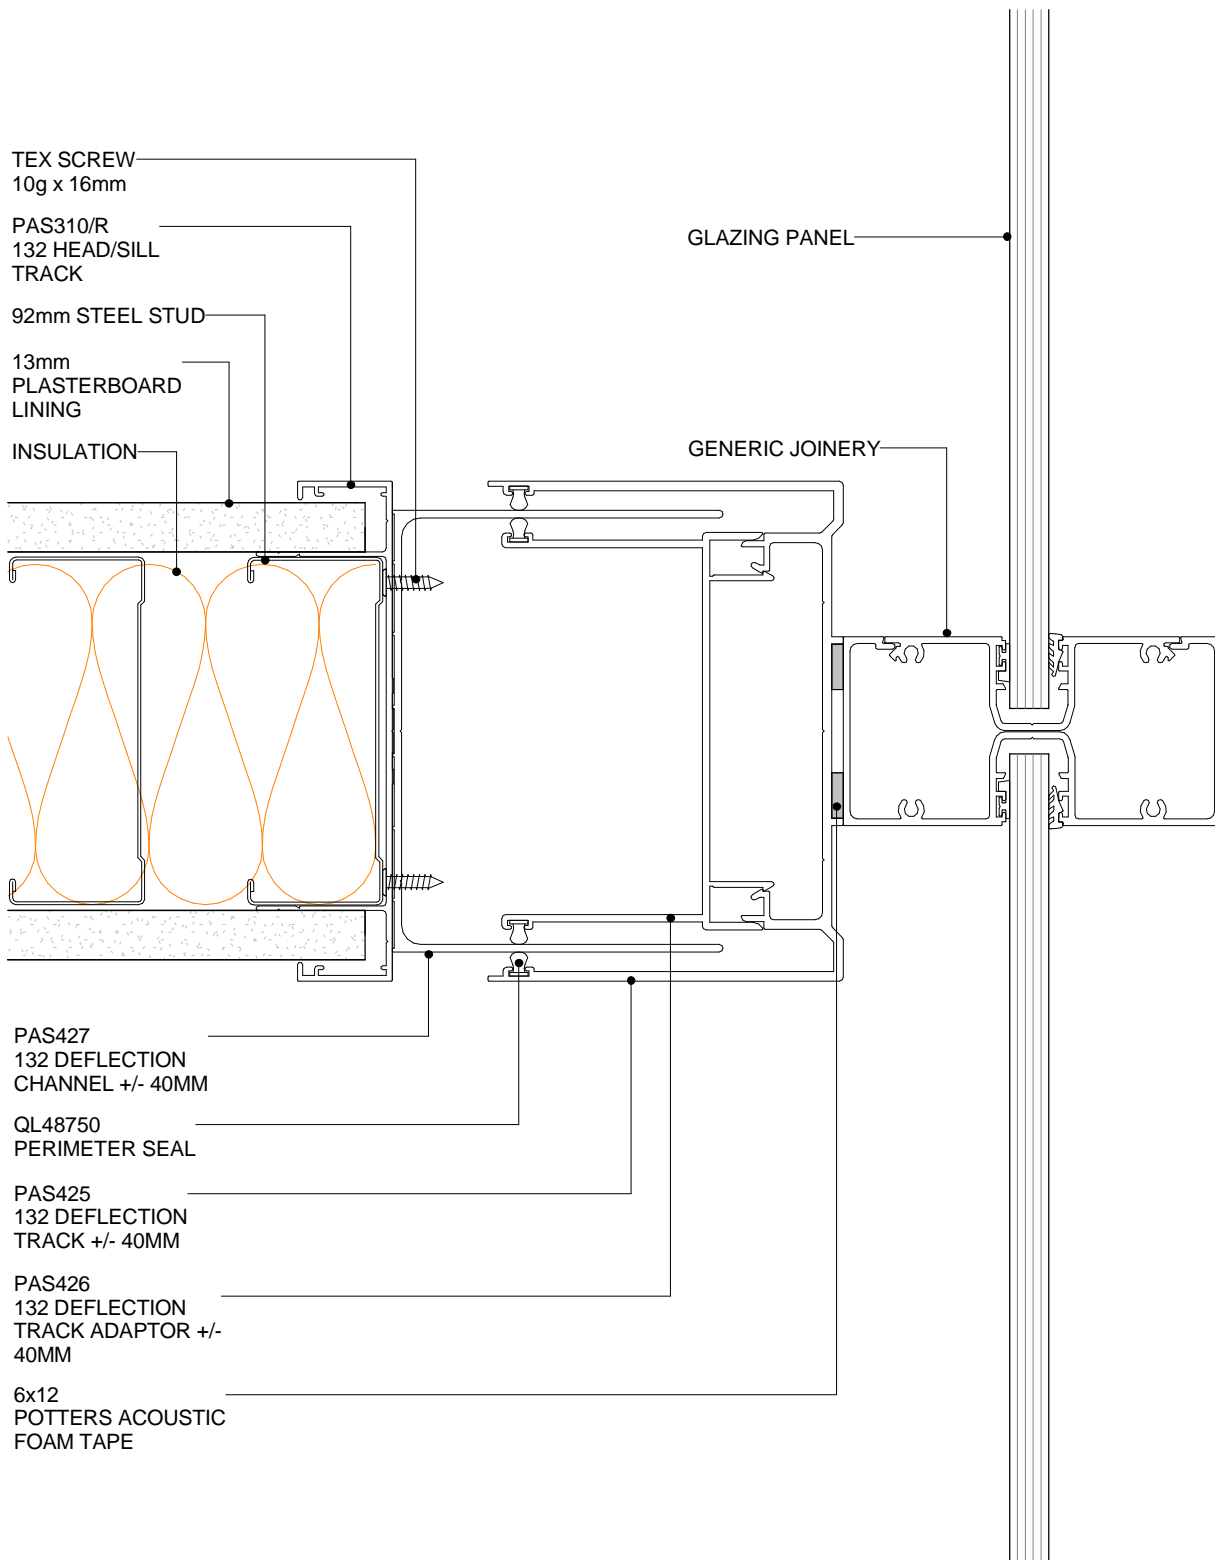 TEX SCREW
10g x 16mm
PAS310/R
132 HEAD/SILL
TRACK
92mm STEEL STUD
13mm
PLASTERBOARD
LINING
INSULATION
GLAZING PANEL
GENERIC JOINERY
PAS427
132 DEFLECTION
CHANNEL +/- 40MM
QL48750
PERIMETER SEAL
PAS425
132 DEFLECTION
TRACK +/- 40MM
PAS426
132 DEFLECTION
TRACK ADAPTOR +/-
40MM
6x12
POTTERS ACOUSTIC
FOAM TAPE